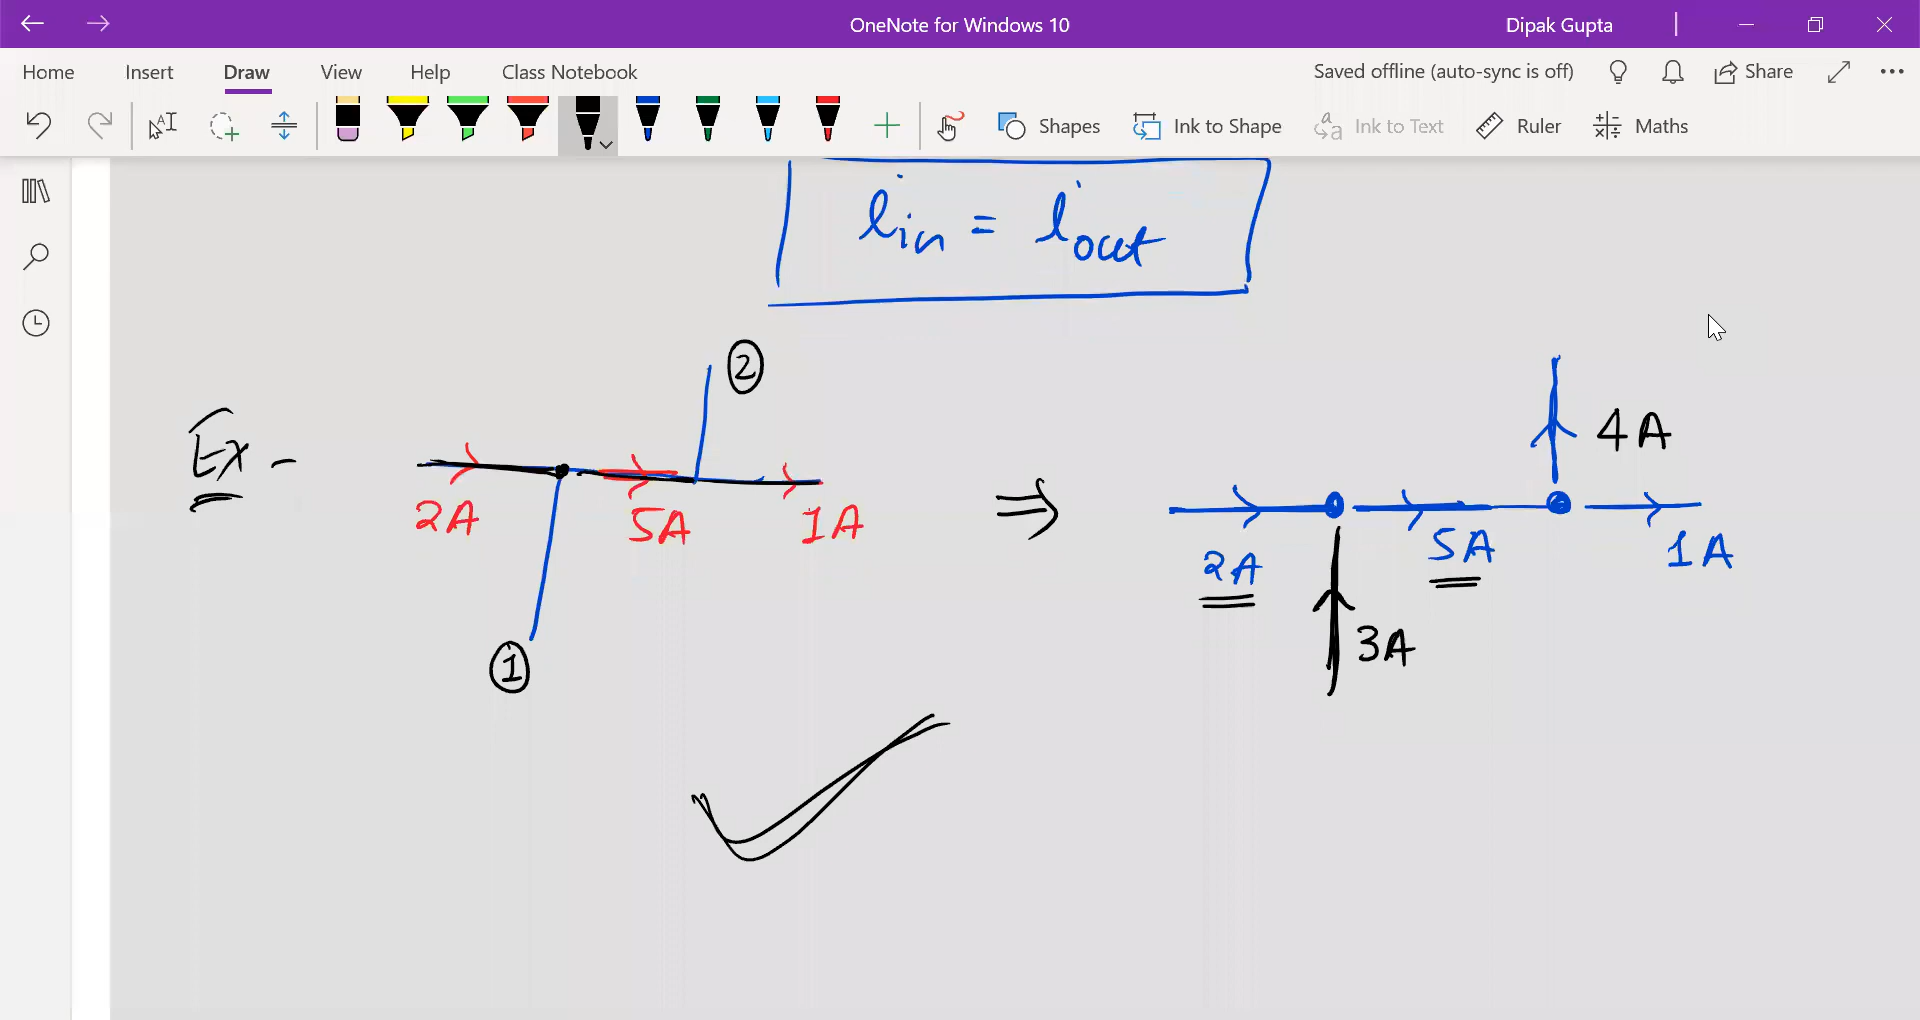 OneNote for Windows 10
Dipak Gupta
Home Insert Draw View Help Class Notebook
Saved offline (auto-sync is off) Share
Shapes Ink to Shape Ink to Text Ruler Maths
iin = iout
Ex -
2
2A 5A 1A
1
⇒
4A
2A 5A 1A
3A